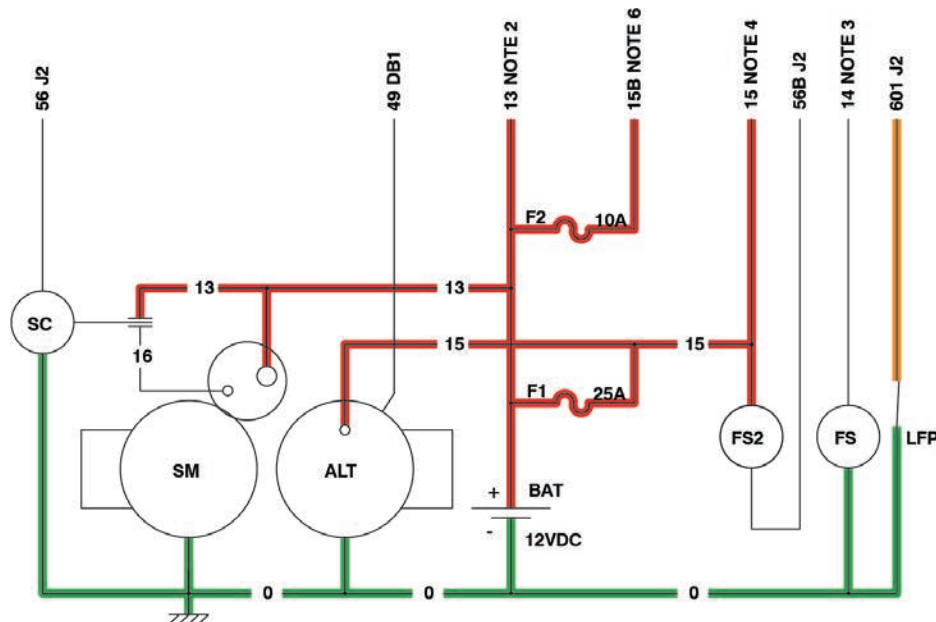 56 J2
49 DB1
13 NOTE 2
15B NOTE 6
15 NOTE 4
56B J2
14 NOTE 3
601 J2
F2 10A
13 13
SC
16
15 15
F1 25A
FS2 FS LFP
SM ALT
+ BAT
- 12VDC
0 0 0